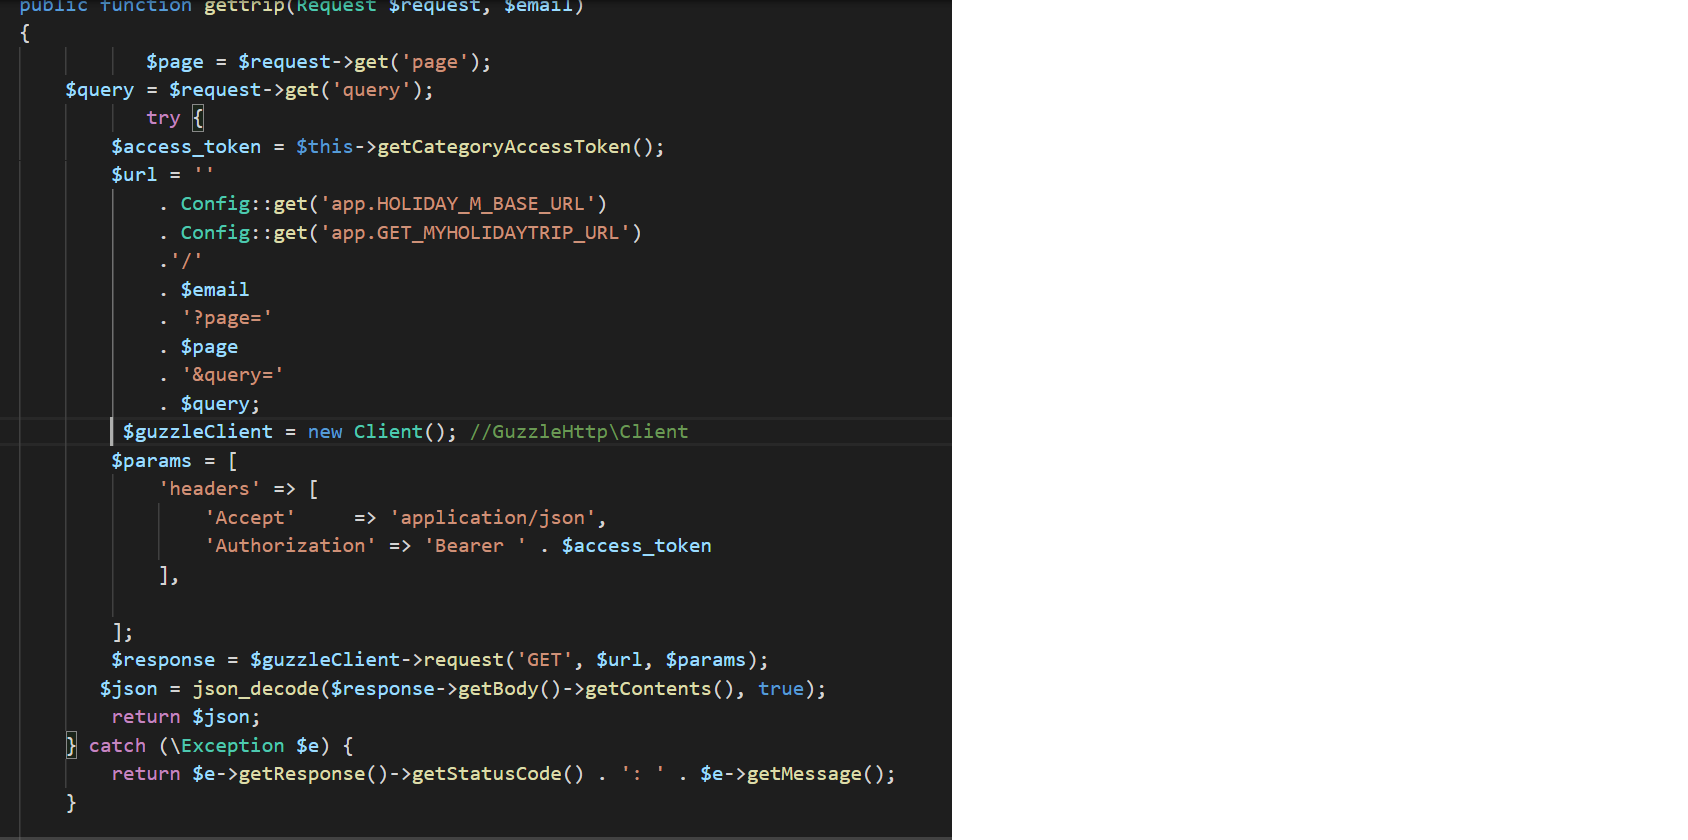 public function gettrip(Request $request, $email)
{
$page = $request->get('page');
$query = $request->get('query');
try {
$access_token = $this->getCategoryAccessToken();
$url = ''
. Config::get('app.HOLIDAY_M_BASE_URL')
. Config::get('app.GET_MYHOLIDAYTRIP_URL')
.'/'
. $email
. '?page='
. $page
. '&query='
. $query;
$guzzleClient = new Client(); //GuzzleHttp\Client
$params = [
'headers' => [
'Accept'     => 'application/json',
'Authorization' => 'Bearer ' . $access_token
],
];
$response = $guzzleClient->request('GET', $url, $params);
$json = json_decode($response->getBody()->getContents(), true);
return $json;
} catch (\Exception $e) {
return $e->getResponse()->getStatusCode() . ': ' . $e->getMessage();
}